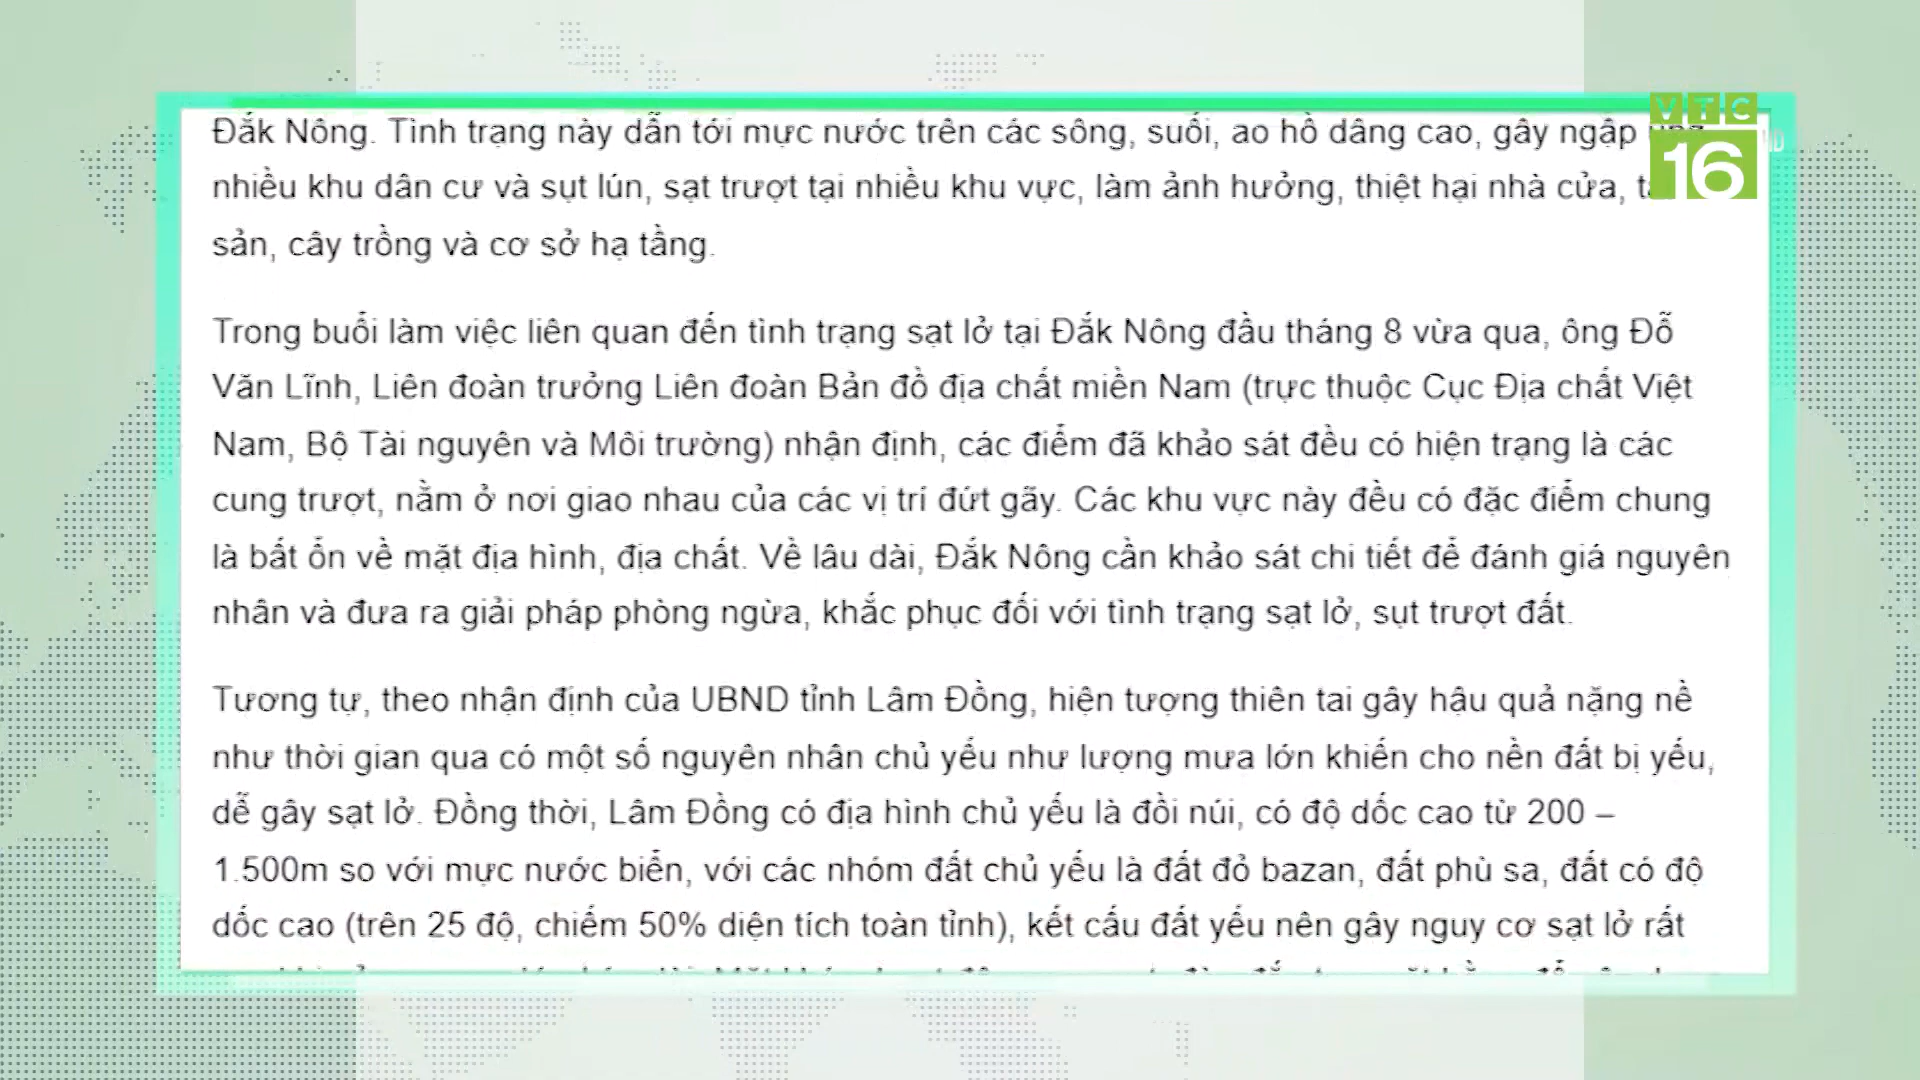 VTC
16
HD
Đắk Nông. Tình trạng này dẫn tới mực nước trên các sông, suối, ao hồ dâng cao, gây ngập
nhiều khu dân cư và sụt lún, sạt trượt tại nhiều khu vực, làm ảnh hưởng, thiệt hại nhà cửa,
sản, cây trồng và cơ sở hạ tầng.
Trong buổi làm việc liên quan đến tình trạng sạt lở tại Đắk Nông đầu tháng 8 vừa qua, ông Đỗ
Văn Lĩnh, Liên đoàn trưởng Liên đoàn Bản đồ địa chất miền Nam (trực thuộc Cục Địa chất Việt
Nam, Bộ Tài nguyên và Môi trường) nhận định, các điểm đã khảo sát đều có hiện trạng là các
cung trượt, nằm ở nơi giao nhau của các vị trí đứt gãy. Các khu vực này đều có đặc điểm chung
là bất ổn về mặt địa hình, địa chất. Về lâu dài, Đắk Nông cần khảo sát chi tiết để đánh giá nguyên
nhân và đưa ra giải pháp phòng ngừa, khắc phục đối với tình trạng sạt lở, sụt trượt đất.
Tương tự, theo nhận định của UBND tỉnh Lâm Đồng, hiện tượng thiên tai gây hậu quả nặng nề
như thời gian qua có một số nguyên nhân chủ yếu như lượng mưa lớn khiến cho nền đất bị yếu,
dễ gây sạt lở. Đồng thời, Lâm Đồng có địa hình chủ yếu là đồi núi, có độ dốc cao từ 200 –
1.500m so với mực nước biển, với các nhóm đất chủ yếu là đất đỏ bazan, đất phù sa, đất có độ
dốc cao (trên 25 độ, chiếm 50% diện tích toàn tỉnh), kết cấu đất yếu nên gây nguy cơ sạt lở rất